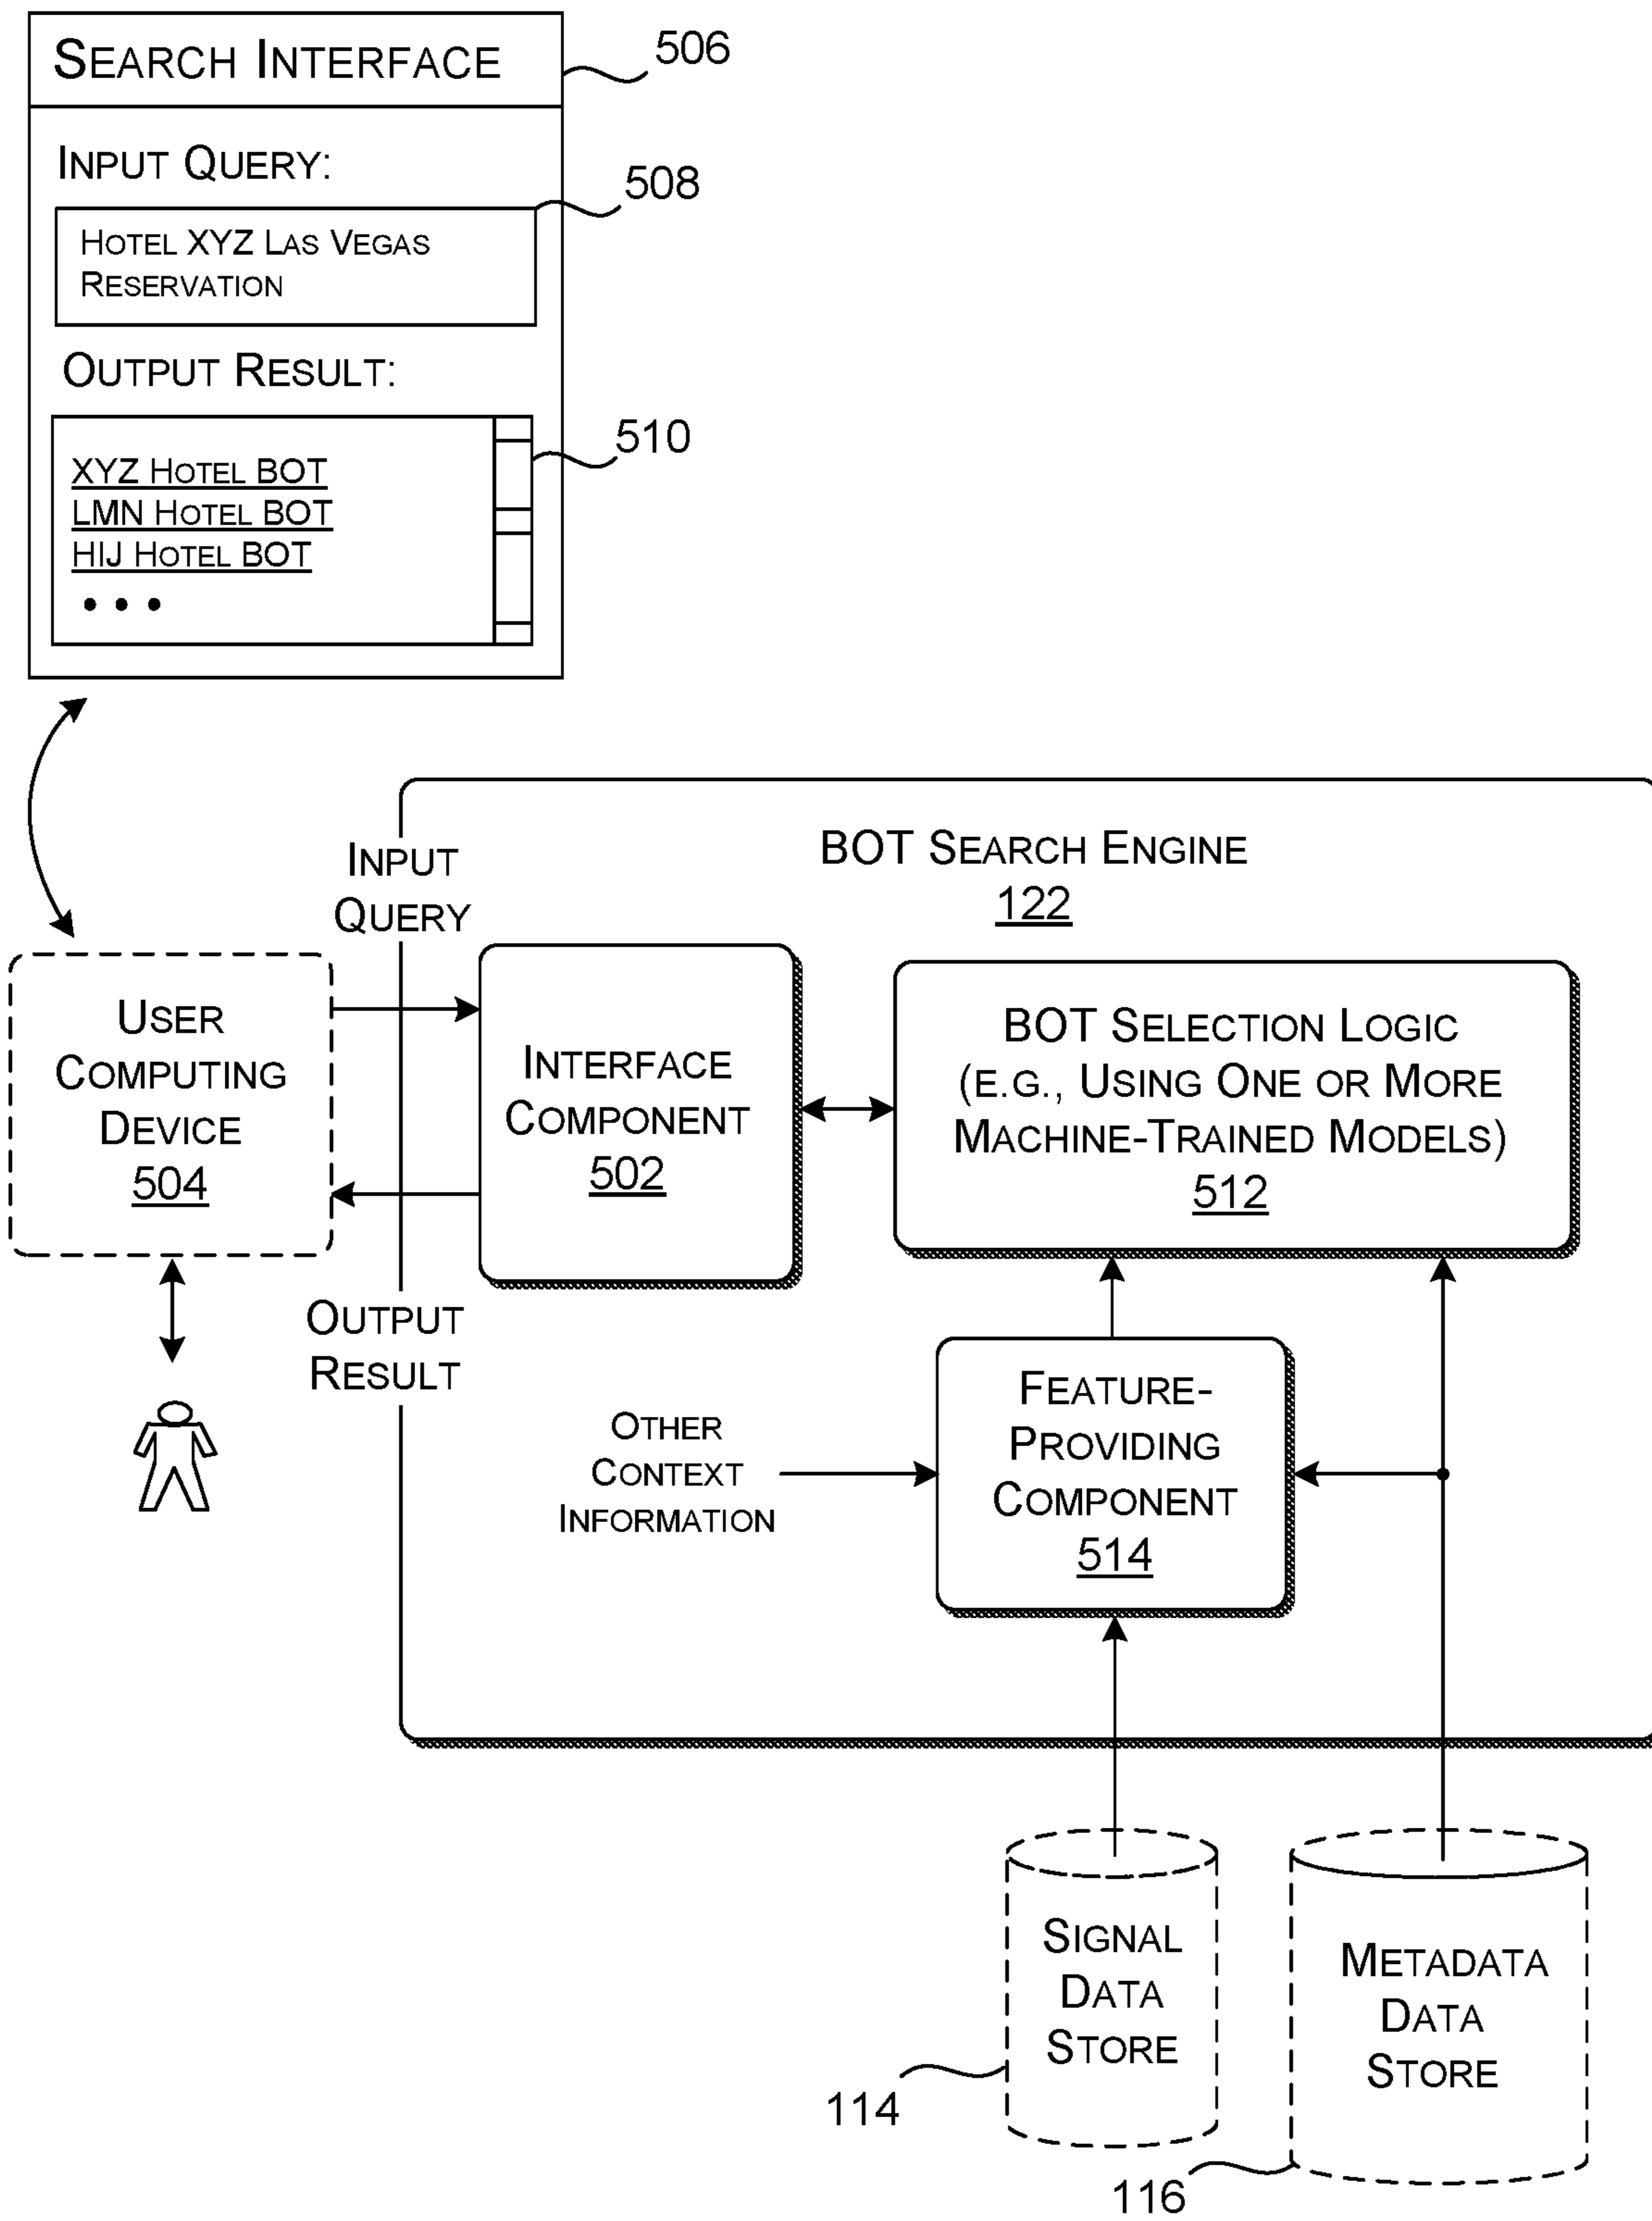 SEARCH INTERFACE
506
INPUT QUERY:
508
HOTEL XYZ LAS VEGAS
RESERVATION
OUTPUT RESULT:
510
XYZ HOTEL BOT
LMN HOTEL BOT
HIJ HOTEL BOT
• • •
INPUT
QUERY
BOT SEARCH ENGINE
122
USER
COMPUTING
DEVICE
504
INTERFACE
COMPONENT
502
BOT SELECTION LOGIC
(E.G., USING ONE OR MORE
MACHINE-TRAINED MODELS)
512
OUTPUT
RESULT
OTHER
CONTEXT
INFORMATION
FEATURE-
PROVIDING
COMPONENT
514
SIGNAL
DATA
STORE
114
METADATA
DATA
STORE
116